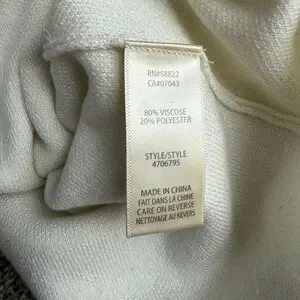 RN#58822
CA#07043
80% VISCOSE
20% POLYESTER
STYLE/STYLE
4706795
MADE IN CHINA
FAIT DANS LA CHINE
CARE ON REVERSE
NETTOYAGE AU REVERS